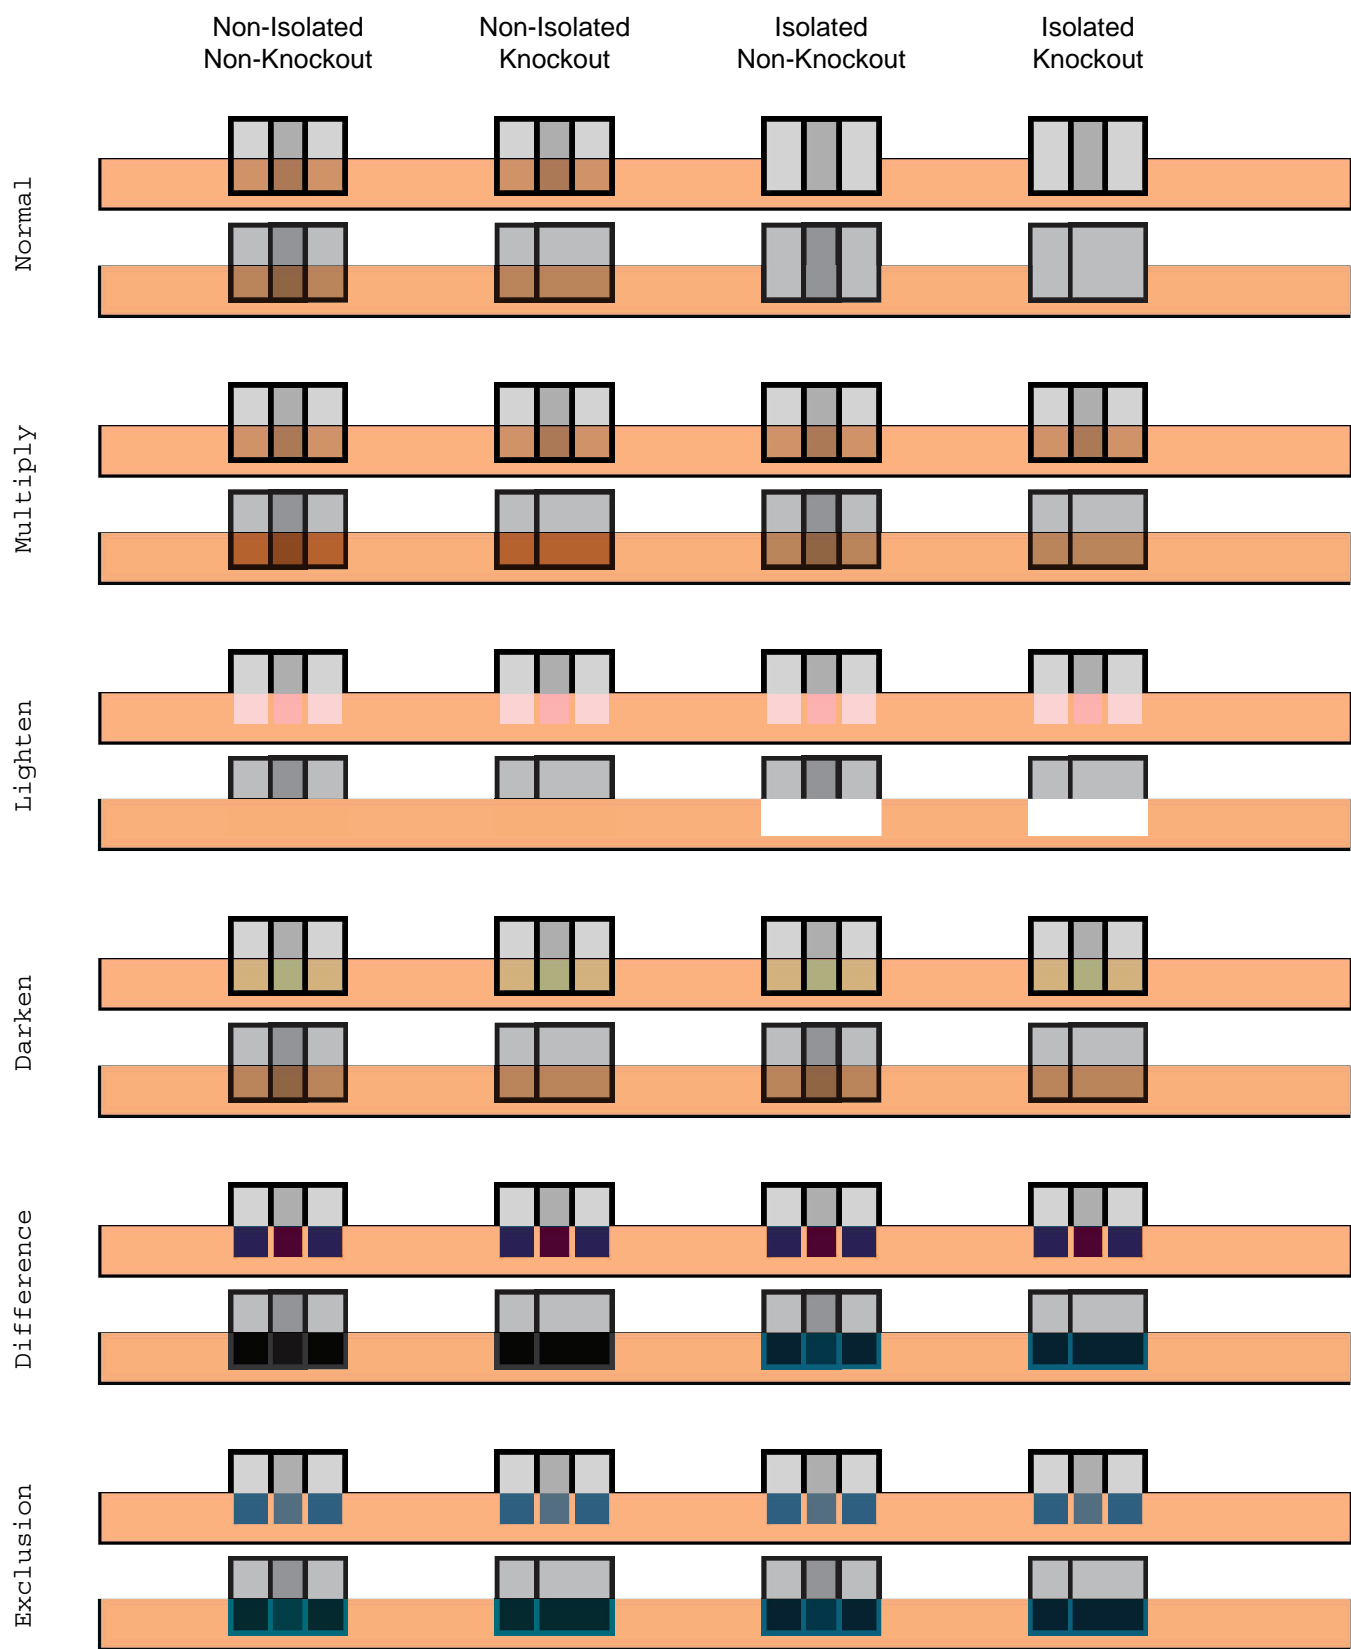 Non-Isolated
Non-Knockout
Non-Isolated
Knockout
Isolated
Non-Knockout
Isolated
Knockout
Normal
Multiply
Lighten
Darken
Difference
Exclusion